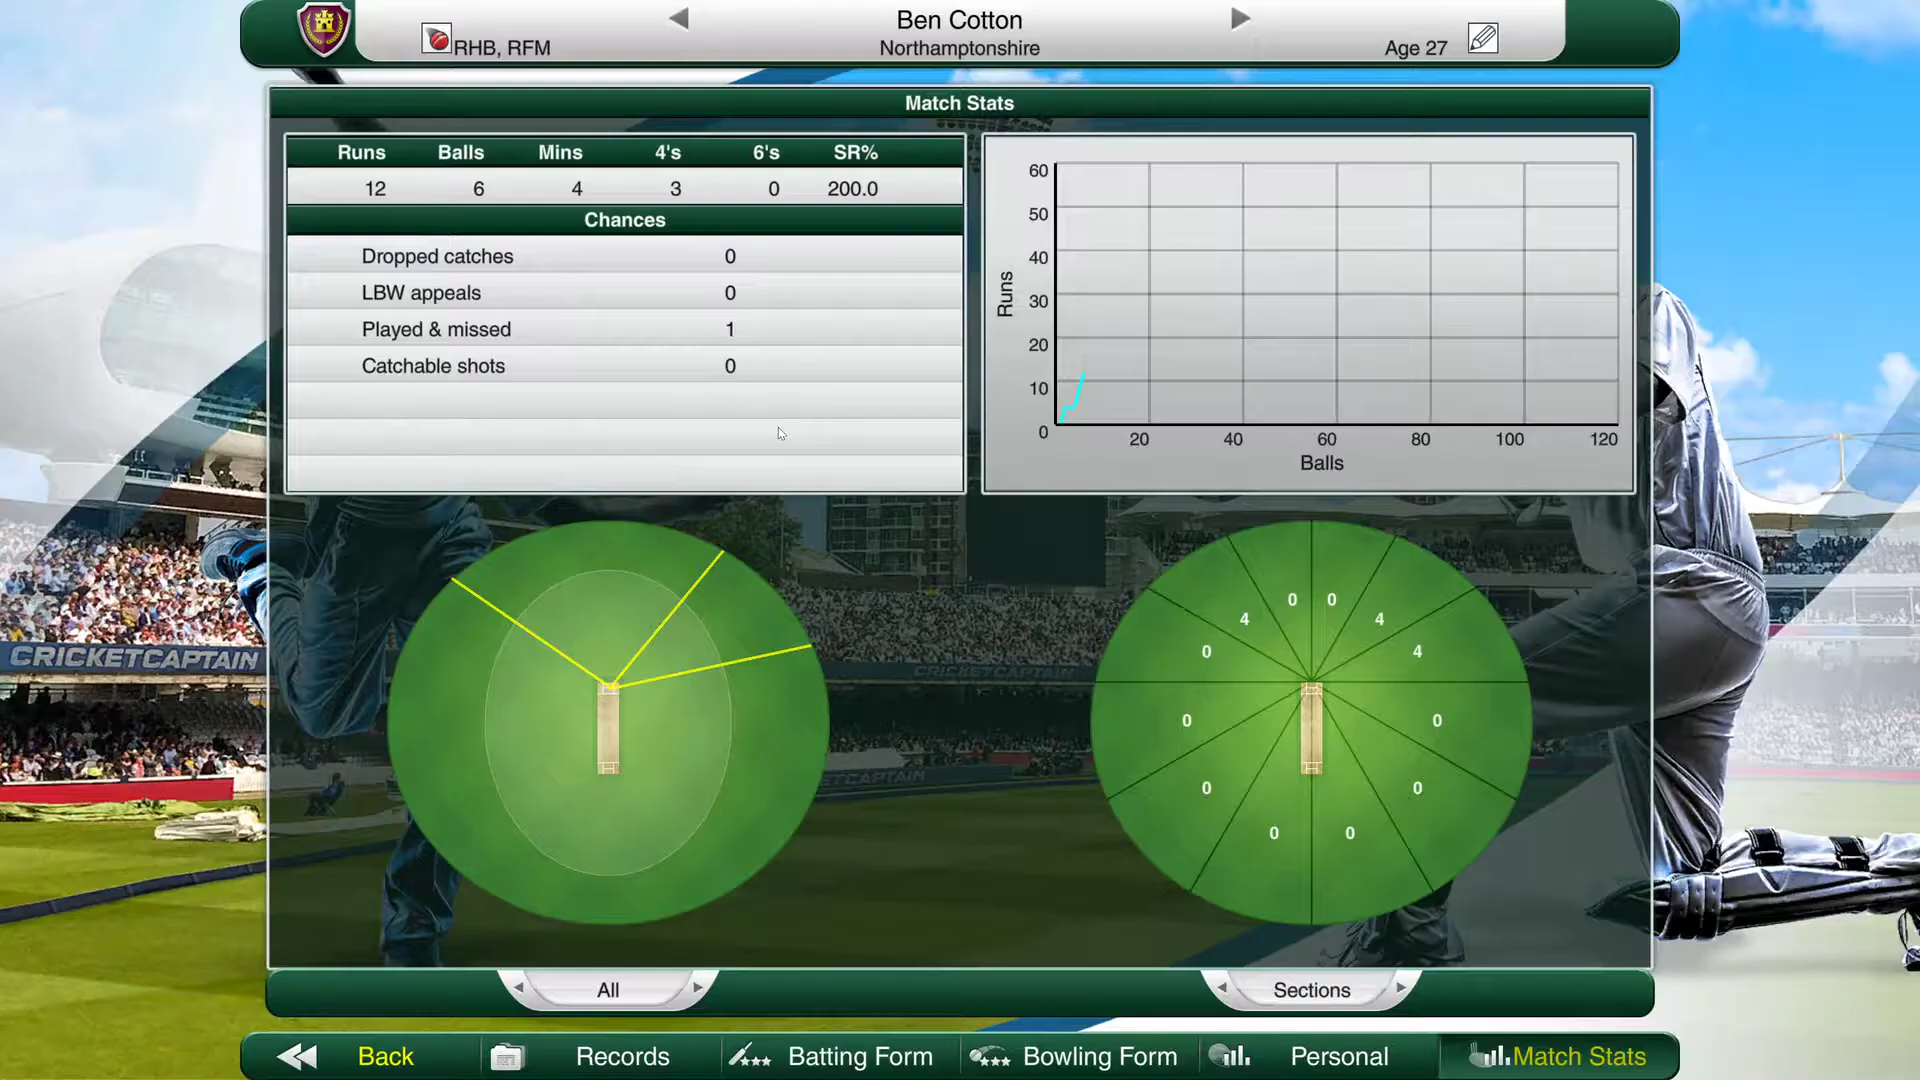 Ben Cotton
RHB, RFM
Northamptonshire
Age 27
Match Stats
Runs Balls Mins 4's 6's SR%
12 6 4 3 0 200.0
Chances
Dropped catches 0
LBW appeals 0
Played & missed 1
Catchable shots 0
60
50
40
30
20
10
0
Runs
20 40 60 80 100 120
Balls
0 0
4 4
0 4
0 0
0 0
0 0
CRICKETCAPTAIN
CRICKETCAPTAIN
ETCAPTAIN
All
Sections
Back
Records
Batting Form
Bowling Form
Personal
Match Stats